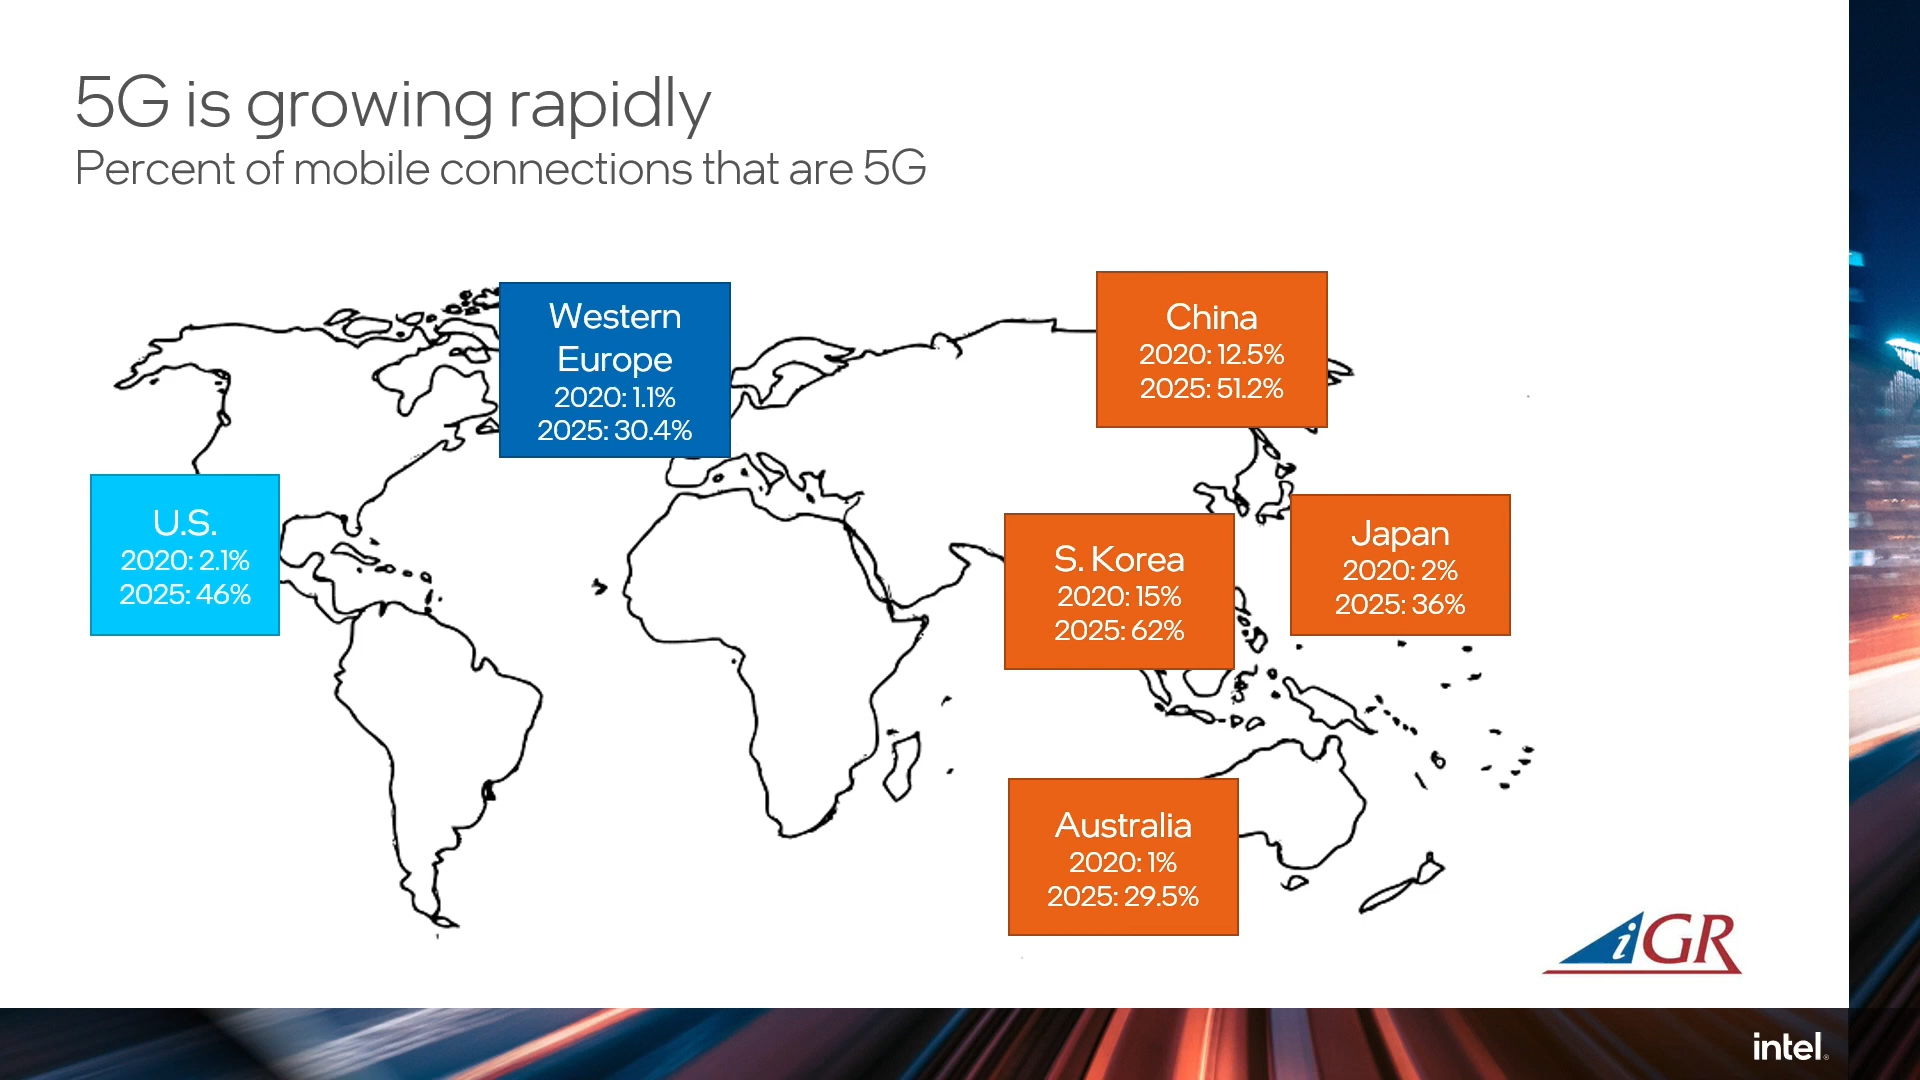 5G is growing rapidly
Percent of mobile connections that are 5G
Western
Europe
2020: 1.1%
2025: 30.4%
China
2020: 12.5%
2025: 51.2%
U.S.
2020: 2.1%
2025: 46%
S. Korea
2020: 15%
2025: 62%
Japan
2020: 2%
2025: 36%
Australia
2020: 1%
2025: 29.5%
iGR
intel®